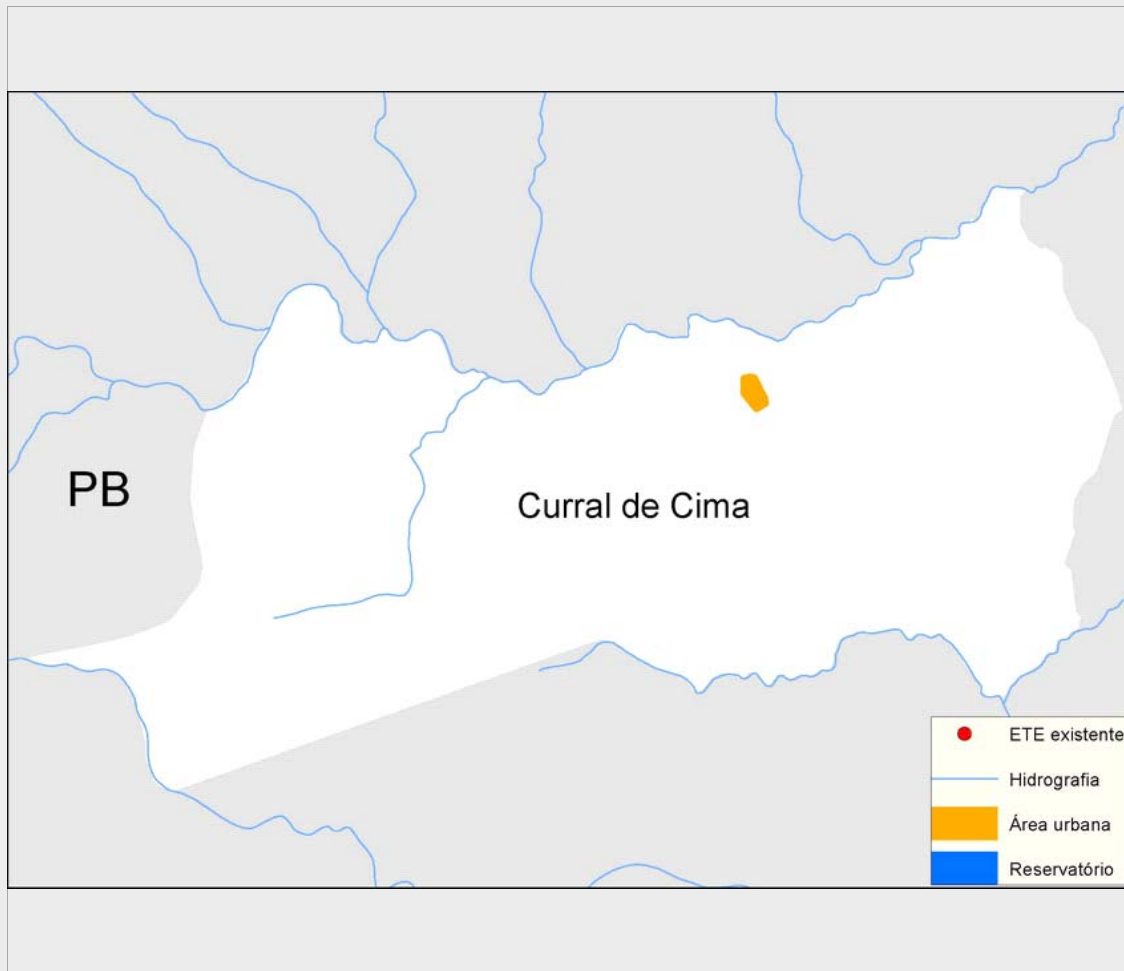 PB
Curral de Cima
ETE existente
Hidrografia
Área urbana
Reservatório